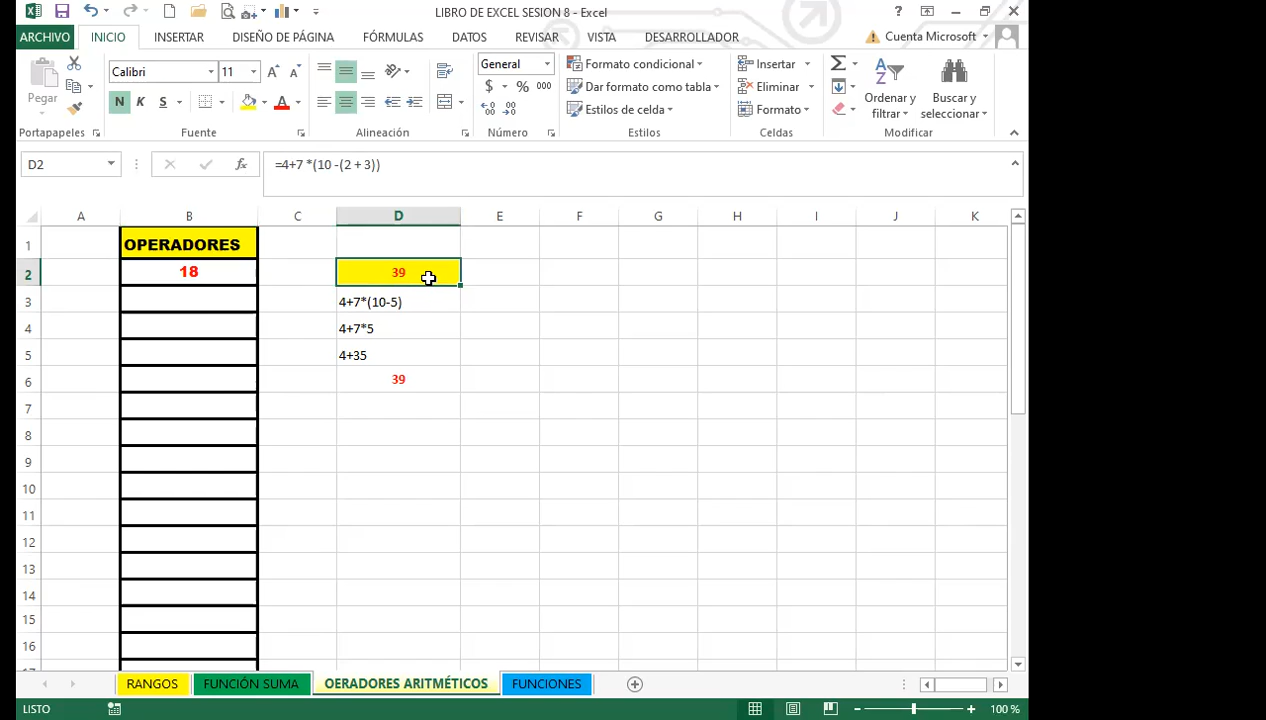 LIBRO DE EXCEL SESION 8 - Excel
?
ARCHIVO INICIO INSERTAR DISEÑO DE PÁGINA FÓRMULAS DATOS REVISAR VISTA DESARROLLADOR Cuenta Microsoft
Pegar
Calibri 11
N K S
General
$ % 000
Formato condicional
Dar formato como tabla
Estilos de celda
Insertar
Eliminar
Formato
Ordenar y filtrar
Buscar y seleccionar
Portapapeles Fuente Alineación Número Estilos Celdas Modificar
D2 fx =4+7 *(10 -(2 + 3))
A B C D E F G H I J K
1 OPERADORES
2 18 39
3 4+7*(10-5)
4 4+7*5
5 4+35
6 39
7
8
9
10
11
12
13
14
15
16
17
RANGOS FUNCIÓN SUMA OERADORES ARITMÉTICOS FUNCIONES
LISTO 100 %